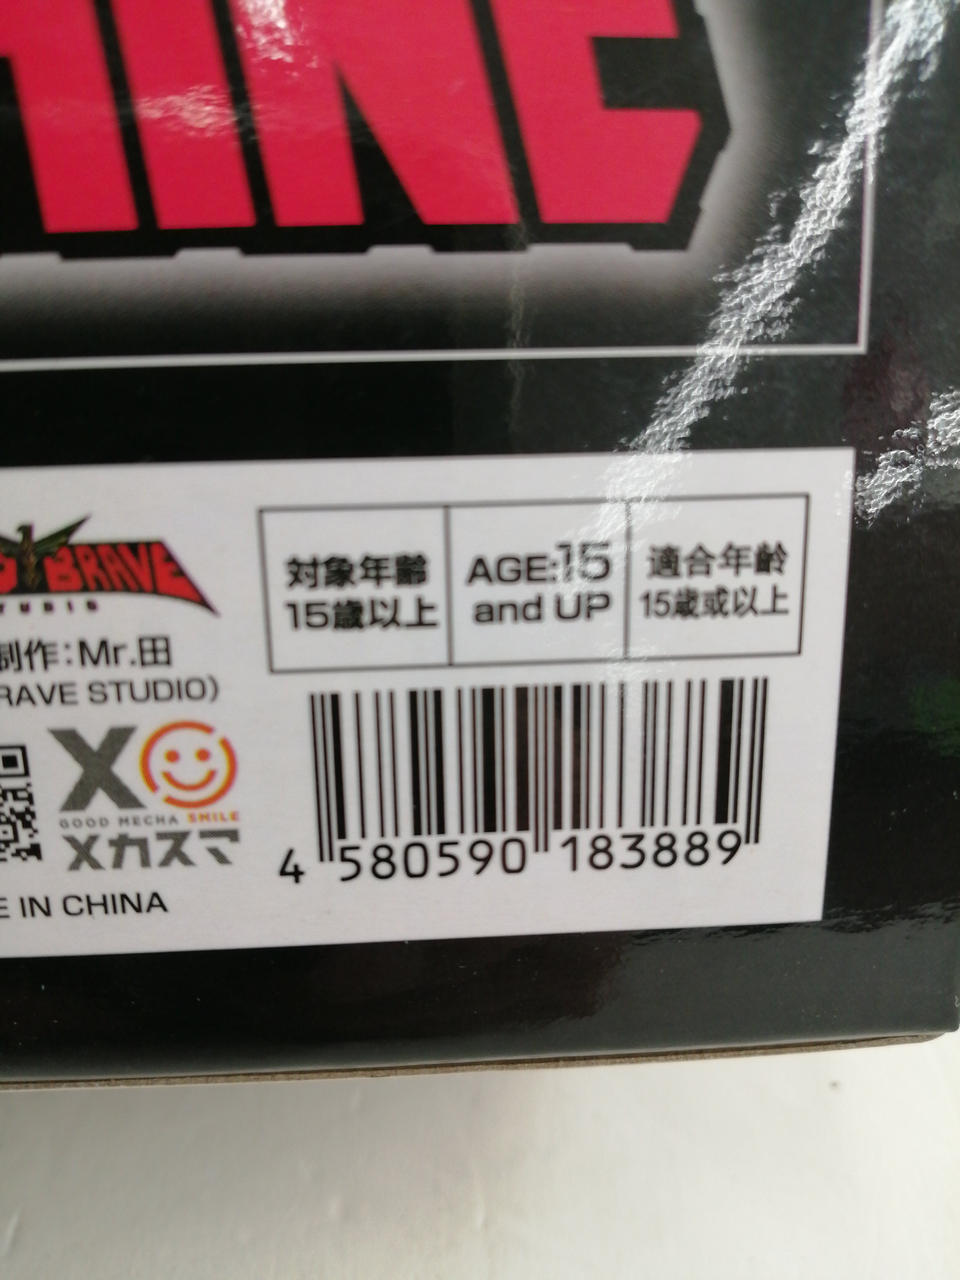 HINE
BRAVE
STUDIO
対象年齢
15歳以上
AGE:15
and UP
適合年齢
15歳或以上
制作:Mr.田
BRAVE STUDIO)
GOOD MECHA SMILE
メカスマ
IN CHINA
4 580590 183889